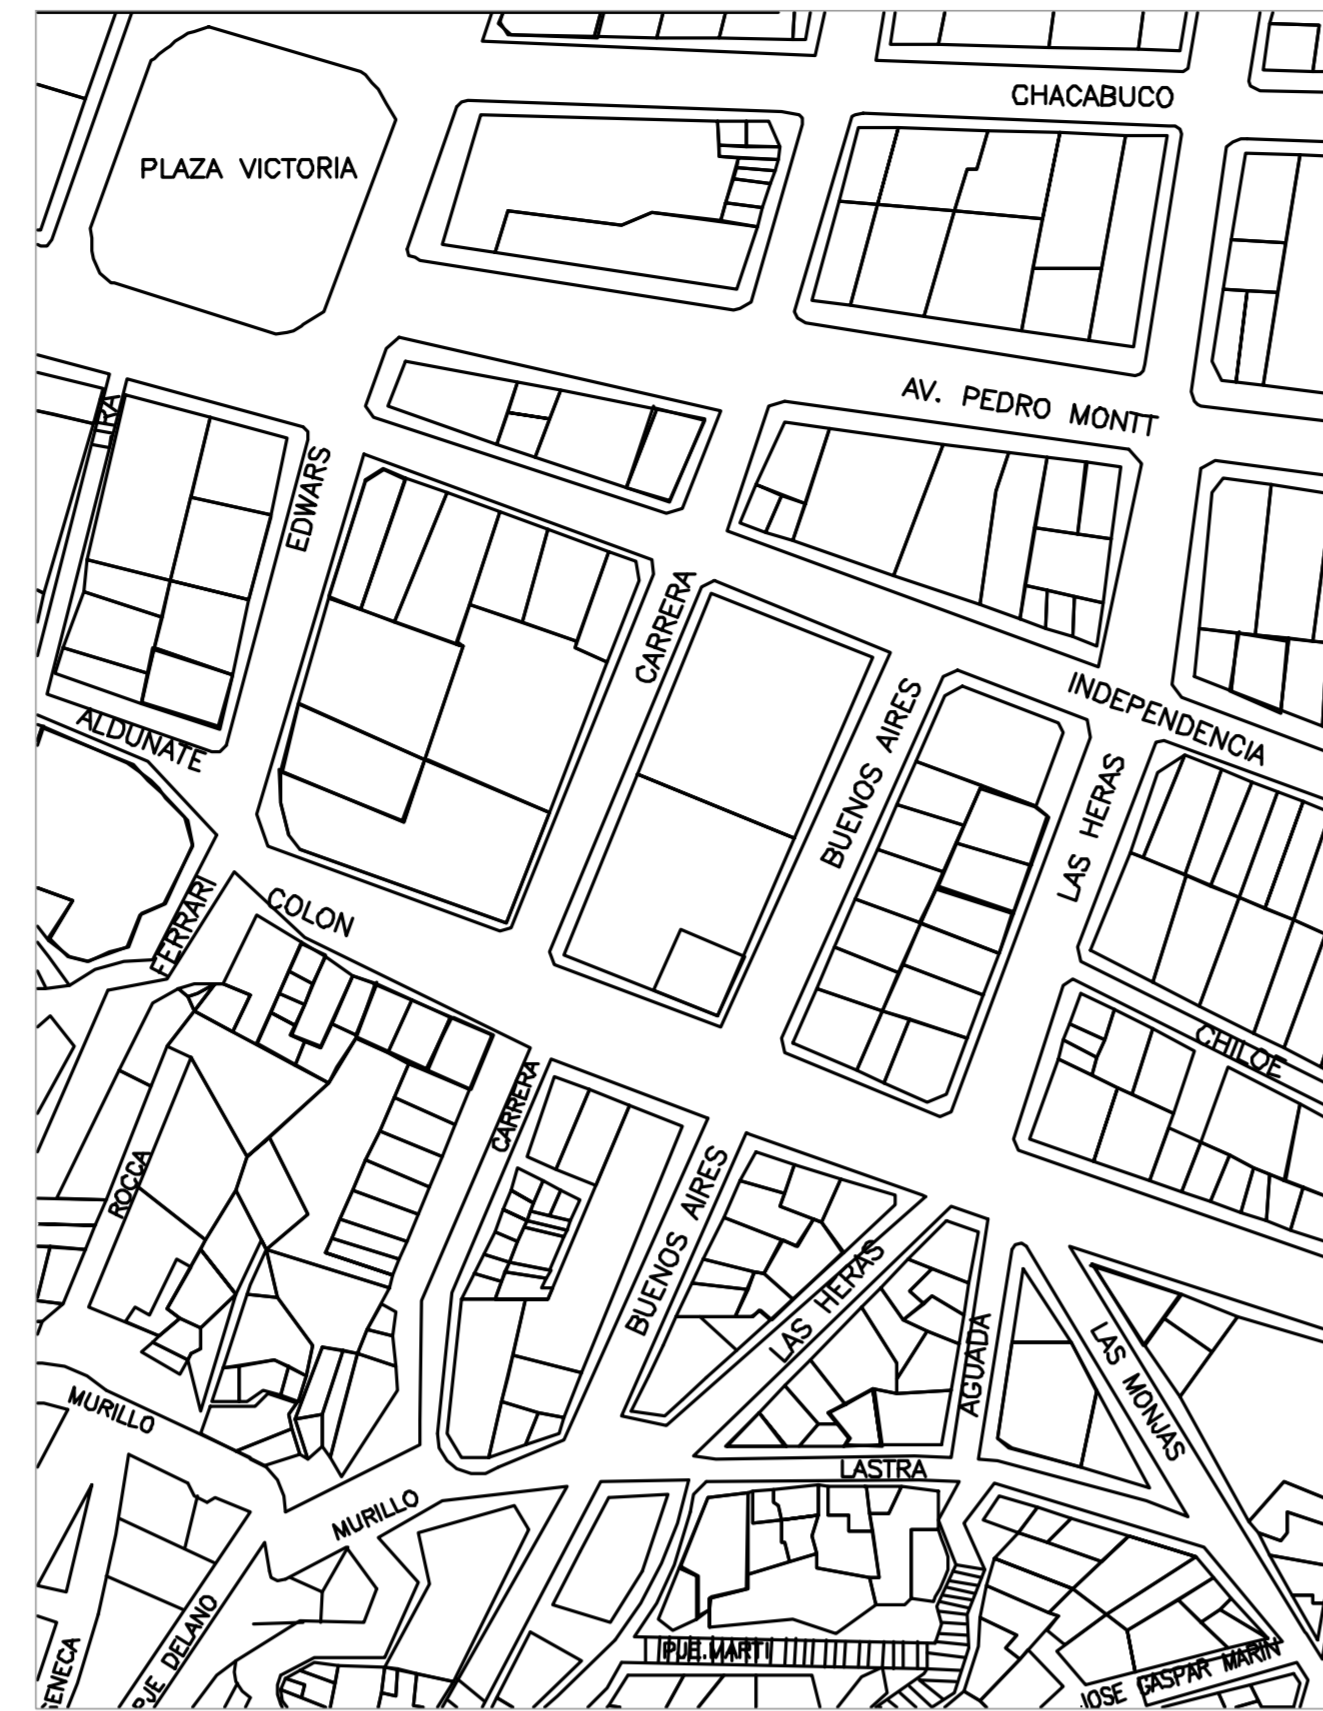 CHACABUCO
PLAZA VICTORIA
AV. PEDRO MONTT
EDWARS
CARRERA
INDEPENDENCIA
BUENOS AIRES
ALDUNATE
LAS HERAS
FERRARI
COLON
CHILOE
CARRERA
ROCCA
BUENOS AIRES
LAS HERAS
AGUADA
LAS MONJAS
MURILLO
LASTRA
MURILLO
PJE DELANO
PJE. MARTI
JOSE GASPAR MARIN